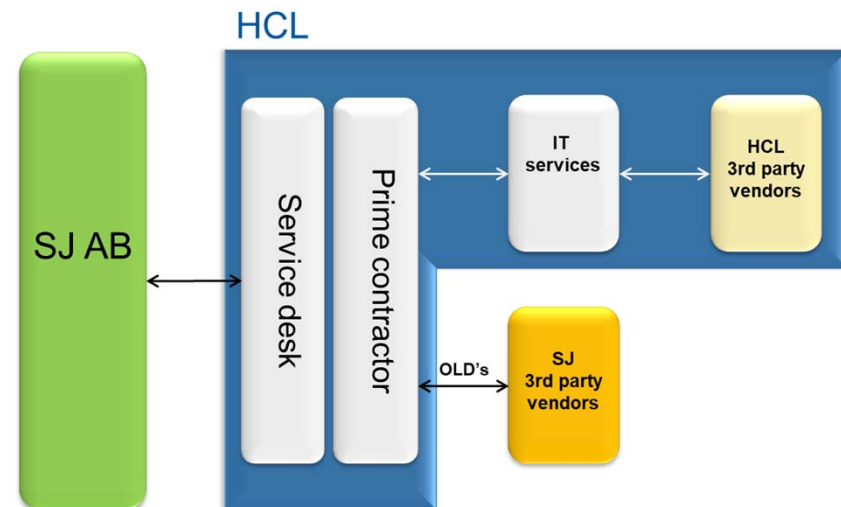 HCL
SJ AB
Service desk
Prime contractor
IT
services
HCL
3rd party
vendors
OLD's
SJ
3rd party
vendors